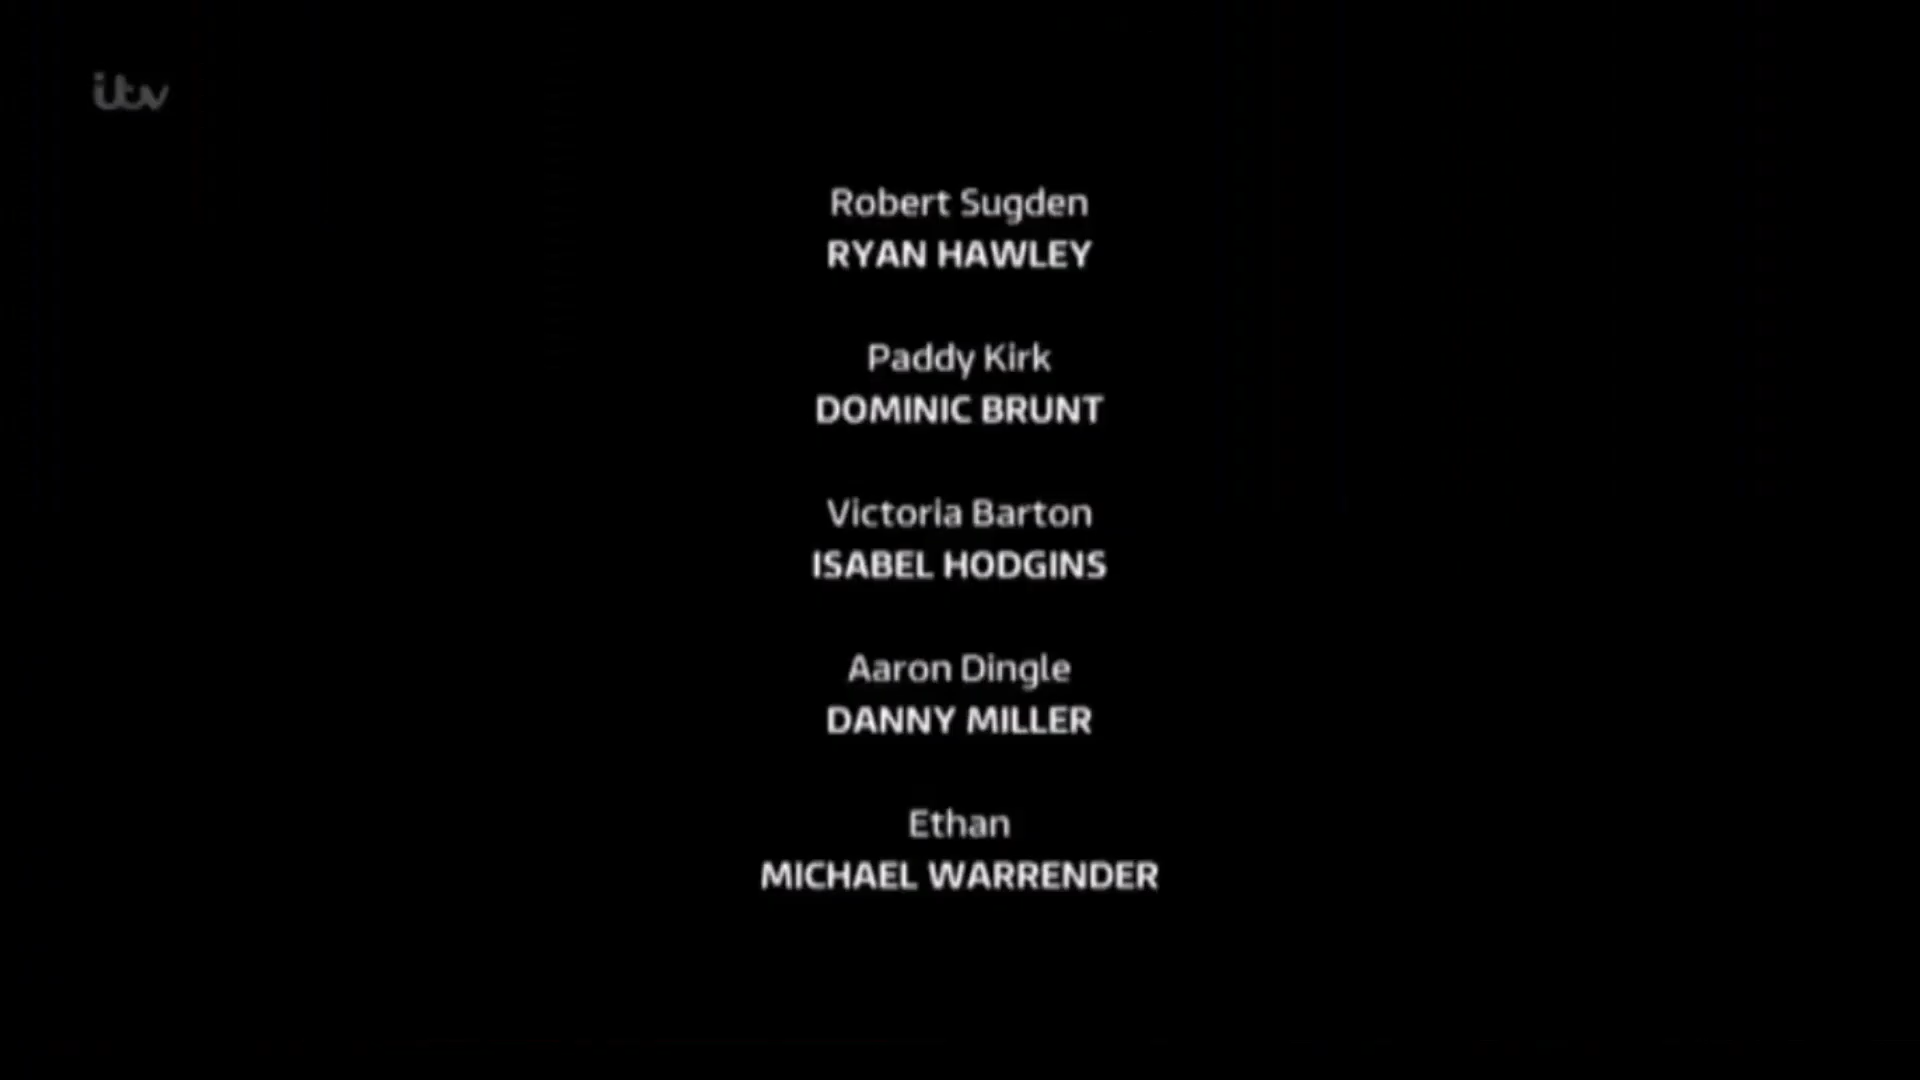 itv
Robert Sugden
RYAN HAWLEY
Paddy Kirk
DOMINIC BRUNT
Victoria Barton
ISABEL HODGINS
Aaron Dingle
DANNY MILLER
Ethan
MICHAEL WARRENDER